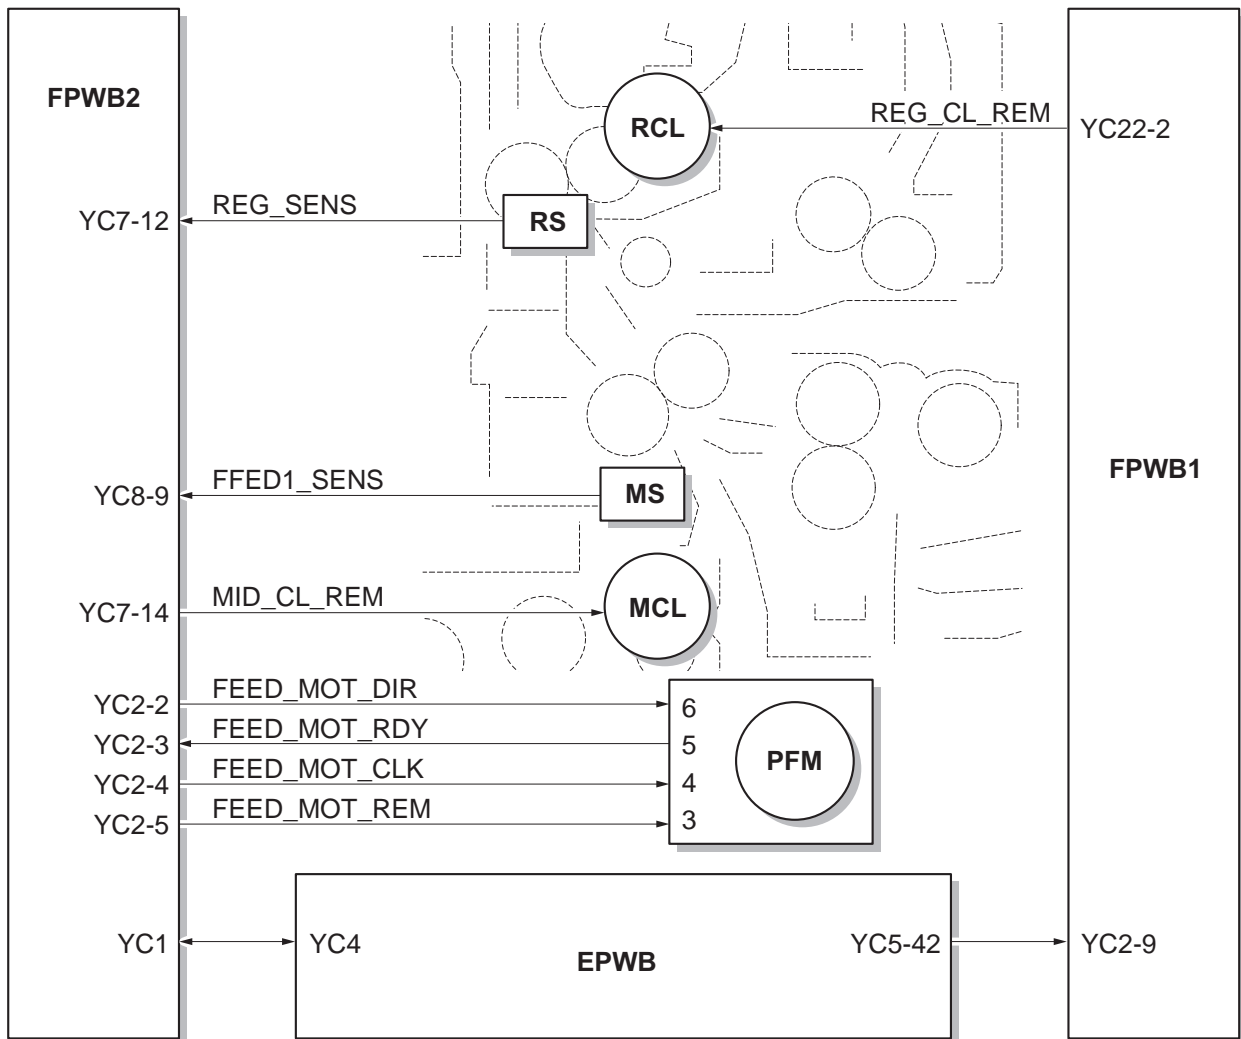 FPWB2
RCL
REG_CL_REM
YC22-2
YC7-12
REG_SENS
RS
FPWB1
YC8-9
FFED1_SENS
MS
YC7-14
MID_CL_REM
MCL
YC2-2
FEED_MOT_DIR
6
YC2-3
FEED_MOT_RDY
5
PFM
YC2-4
FEED_MOT_CLK
4
YC2-5
FEED_MOT_REM
3
YC1
YC4
EPWB
YC5-42
YC2-9